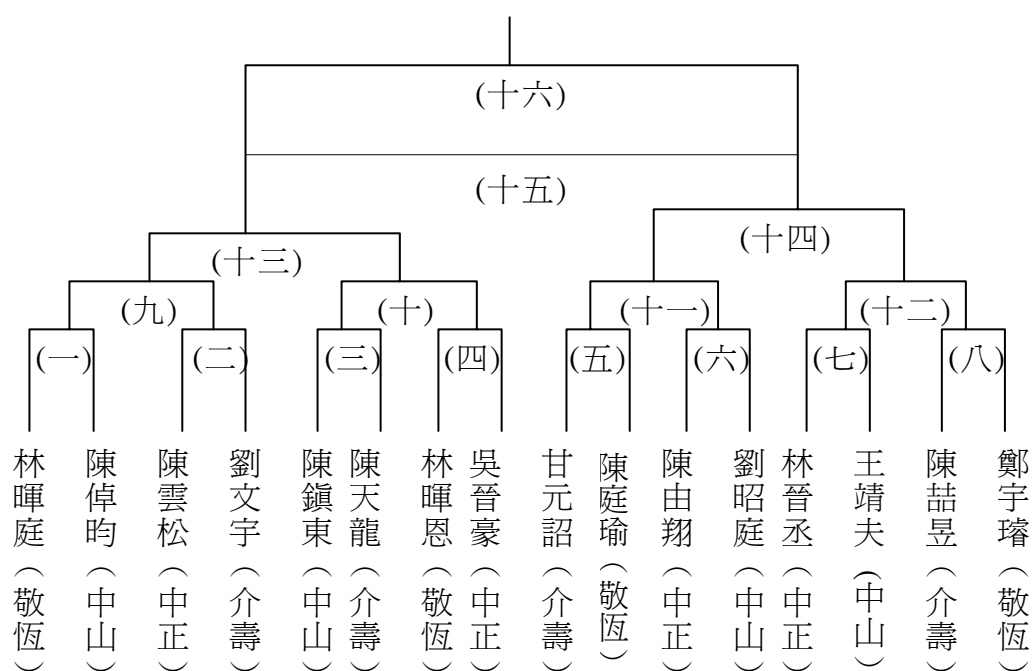 (十六)
(十五)
(十四)
(十三)
(九)
(十)
(十一)
(十二)
(一)
(二)
(三)
(四)
(五)
(六)
(七)
(八)
林暉庭(敬恆)
陳倬昀(中山)
陳雲松(中正)
劉文宇(介壽)
陳鎮東(中山)
陳天龍(介壽)
林暉恩(敬恆)
吳晉豪(中正)
甘元詔(介壽)
陳庭瑜(敬恆)
陳由翔(中正)
劉昭庭(中山)
林晉丞(中正)
王靖夫(中山)
陳喆昱(介壽)
鄭宇璿(敬恆)